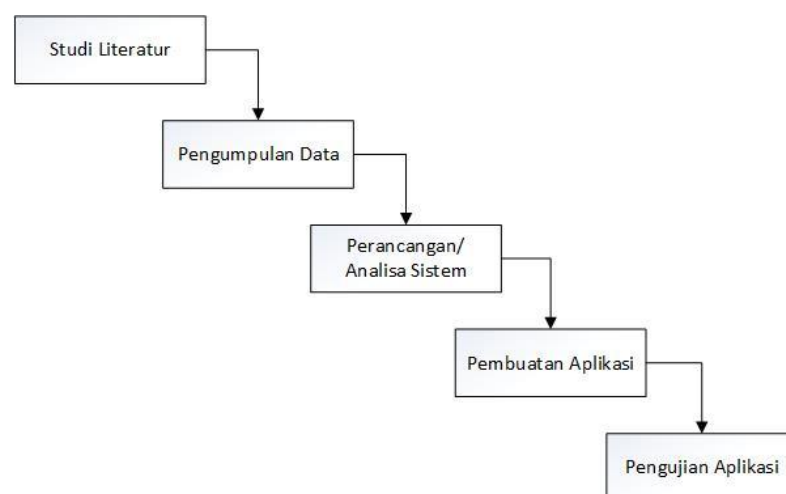 Studi Literatur
Pengumpulan Data
Perancangan/
Analisa Sistem
Pembuatan Aplikasi
Pengujian Aplikasi